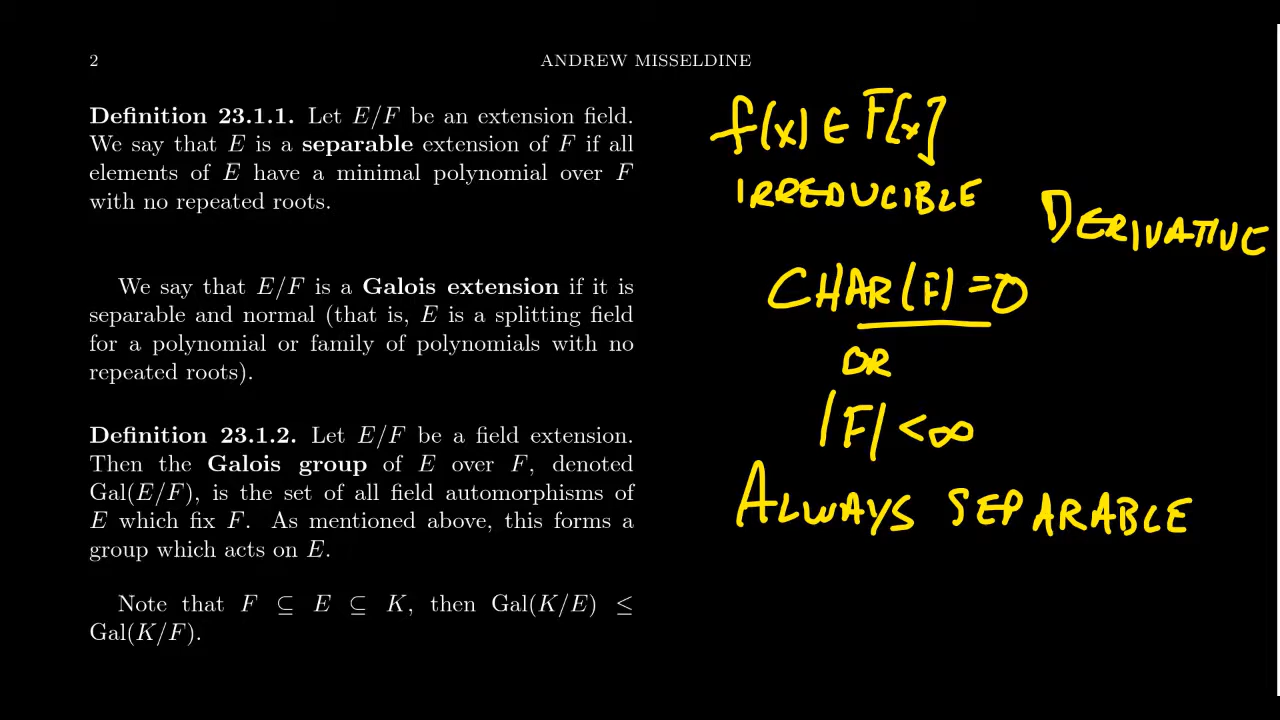 2 ANDREW MISSELDINE
Definition 23.1.1. Let E/F be an extension field.
We say that E is a separable extension of F if all
elements of E have a minimal polynomial over F
with no repeated roots.
We say that E/F is a Galois extension if it is
separable and normal (that is, E is a splitting field
for a polynomial or family of polynomials with no
repeated roots).
Definition 23.1.2. Let E/F be a field extension.
Then the Galois group of E over F, denoted
Gal(E/F), is the set of all field automorphisms of
E which fix F. As mentioned above, this forms a
group which acts on E.
Note that F ⊆ E ⊆ K, then Gal(K/E) ≤
Gal(K/F).
f(x) ∈ F[x]
IRREDUCIBLE
DERIVATIVE
CHAR(F) = 0
OR
|F| < ∞
ALWAYS SEPARABLE